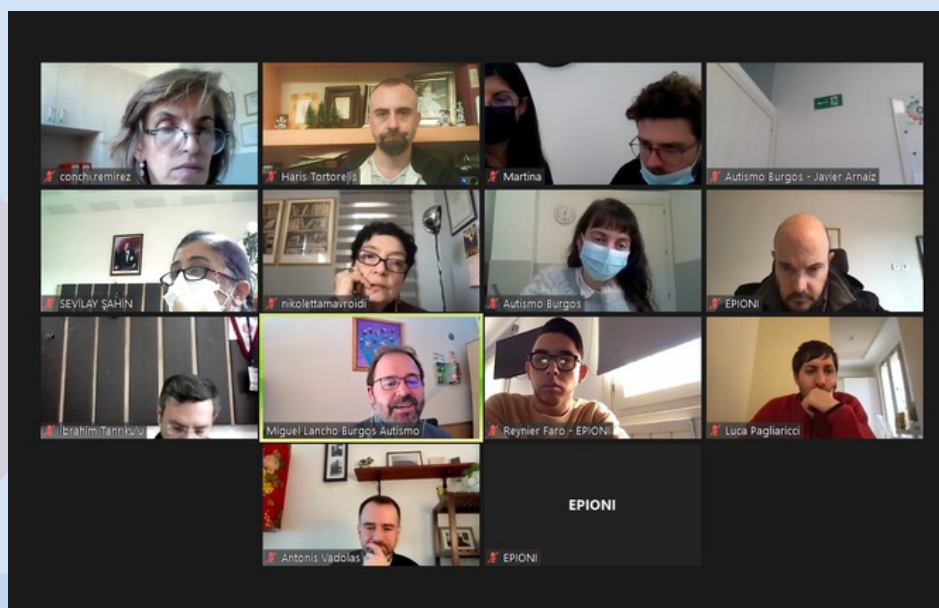 conchi.remirez
Haris Tortorelis
Martina
Autismo Burgos - Javier Arnaiz
SEVİLAY ŞAHİN
nikolettamavroidi
Autismo Burgos
EPIONI
İbrahim Tanrıkulu
Miguel Lancho Burgos Autismo
Reynier Faro - EPIONI
Luca Pagliaricci
Antonis Vadolas
EPIONI
EPIONI